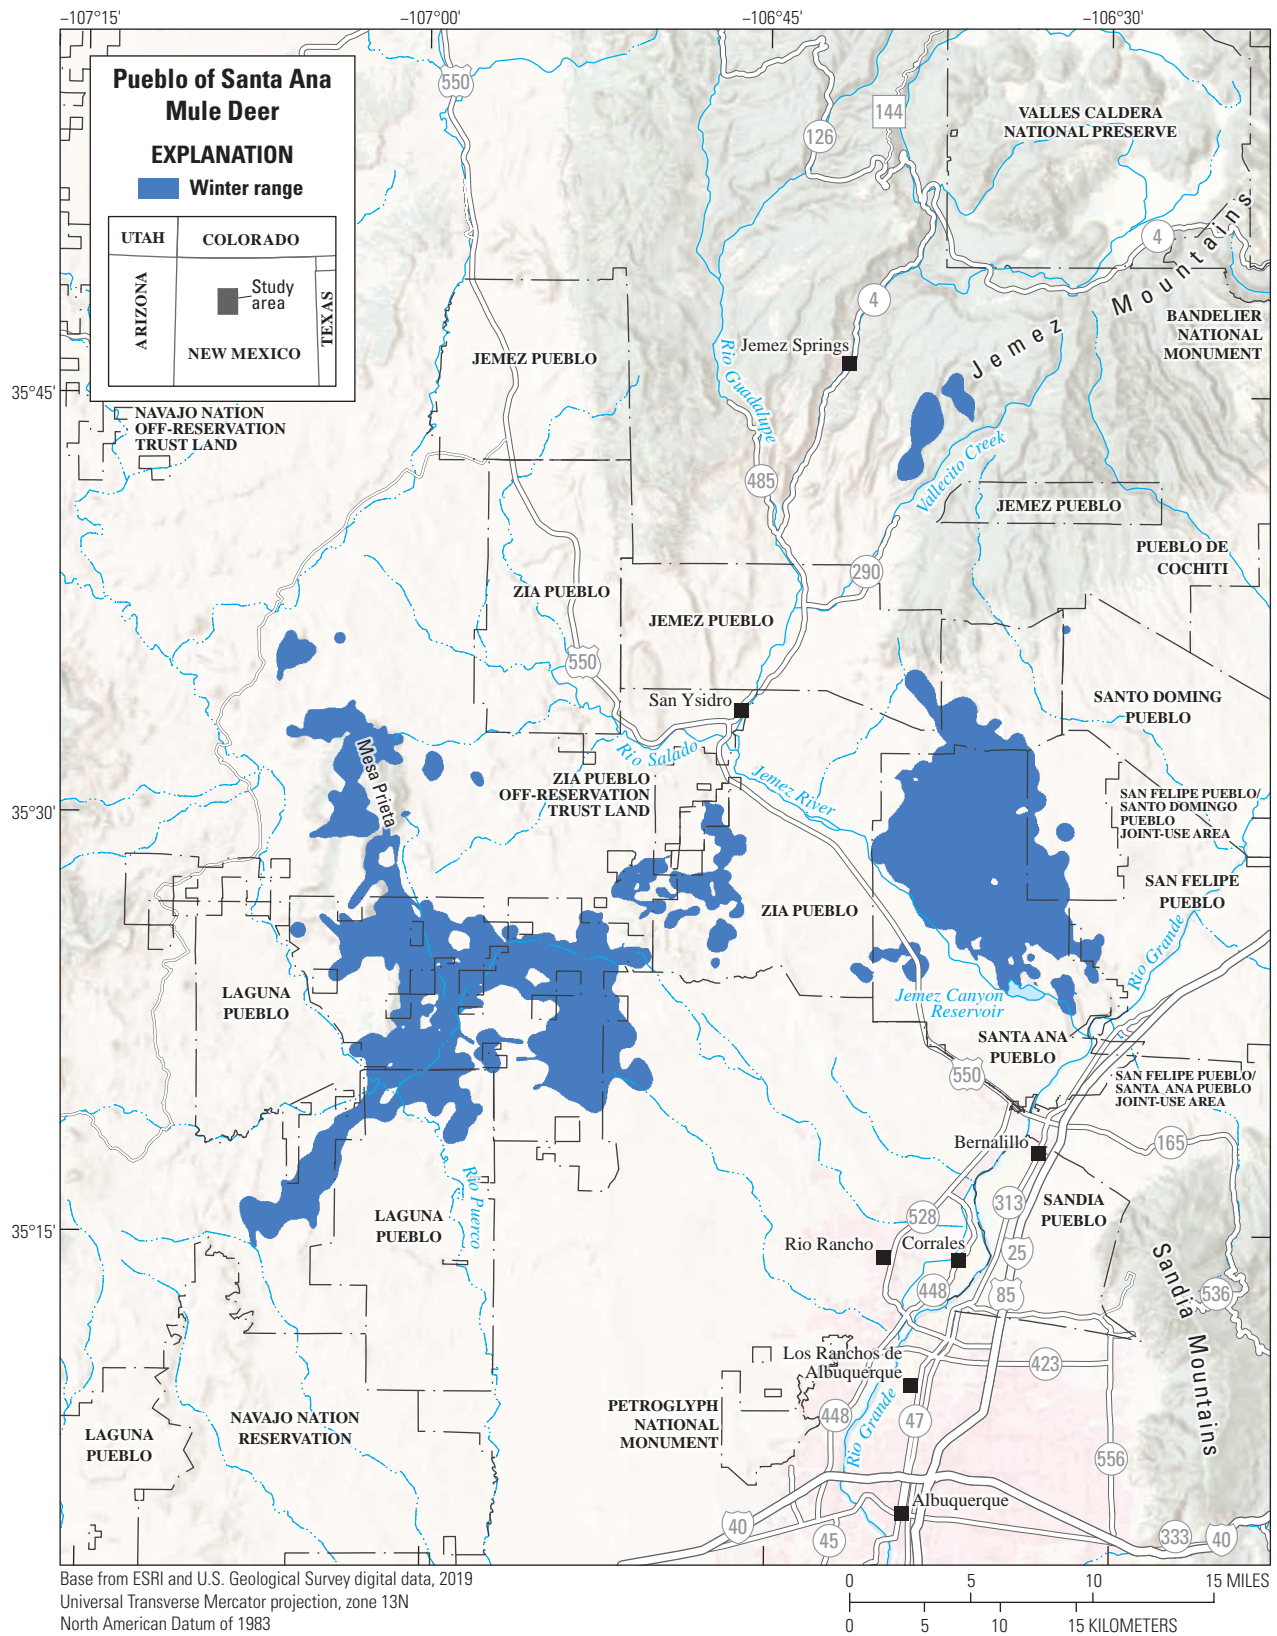 −107°15'
−107°00'
−106°45'
−106°30'
Pueblo of Santa Ana
Mule Deer
EXPLANATION
Winter range
UTAH
COLORADO
ARIZONA
Study
area
TEXAS
NEW MEXICO
550
126
144
VALLES CALDERA
NATIONAL PRESERVE
4
4
Jemez Mountains
BANDELIER
NATIONAL
MONUMENT
JEMEZ PUEBLO
Jemez Springs
Rio Guadalupe
35°45'
NAVAJO NATION
OFF-RESERVATION
TRUST LAND
485
Vallecito Creek
JEMEZ PUEBLO
PUEBLO DE
COCHITI
290
ZIA PUEBLO
JEMEZ PUEBLO
550
San Ysidro
SANTO DOMING
PUEBLO
Rio Salado
Mesa Prieta
ZIA PUEBLO
OFF-RESERVATION
TRUST LAND
Jemez River
35°30'
SAN FELIPE PUEBLO/
SANTO DOMINGO
PUEBLO
JOINT-USE AREA
SAN FELIPE
PUEBLO
ZIA PUEBLO
Rio Grande
LAGUNA
PUEBLO
Jemez Canyon
Reservoir
SANTA ANA
PUEBLO
550
SAN FELIPE PUEBLO/
SANTA ANA PUEBLO
JOINT-USE AREA
Bernalillo
165
Rio Puerco
313
SANDIA
PUEBLO
LAGUNA
PUEBLO
528
35°15'
Rio Rancho
Corrales
25
448
85
536
Sandia Mountains
Los Ranchos de
Albuquerque
423
PETROGLYPH
NATIONAL
MONUMENT
448
Rio Grande
47
NAVAJO NATION
RESERVATION
LAGUNA
PUEBLO
556
Albuquerque
40
45
333
40
Base from ESRI and U.S. Geological Survey digital data, 2019
Universal Transverse Mercator projection, zone 13N
North American Datum of 1983
0 5 10 15 MILES
0 5 10 15 KILOMETERS